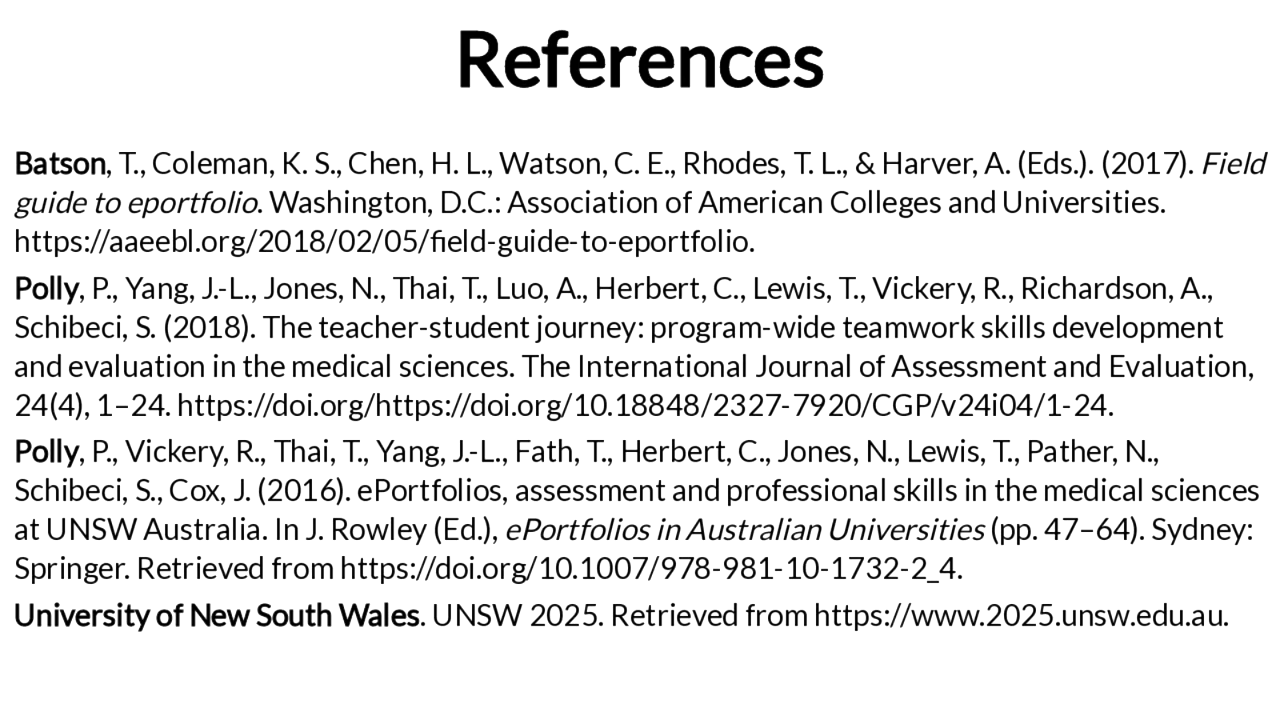 References
Batson, T., Coleman, K. S., Chen, H. L., Watson, C. E., Rhodes, T. L., & Harver, A. (Eds.). (2017). Field
guide to eportfolio. Washington, D.C.: Association of American Colleges and Universities.
https://aaeebl.org/2018/02/05/field-guide-to-eportfolio.
Polly, P., Yang, J.-L., Jones, N., Thai, T., Luo, A., Herbert, C., Lewis, T., Vickery, R., Richardson, A.,
Schibeci, S. (2018). The teacher-student journey: program-wide teamwork skills development
and evaluation in the medical sciences. The International Journal of Assessment and Evaluation,
24(4), 1–24. https://doi.org/https://doi.org/10.18848/2327-7920/CGP/v24i04/1-24.
Polly, P., Vickery, R., Thai, T., Yang, J.-L., Fath, T., Herbert, C., Jones, N., Lewis, T., Pather, N.,
Schibeci, S., Cox, J. (2016). ePortfolios, assessment and professional skills in the medical sciences
at UNSW Australia. In J. Rowley (Ed.), ePortfolios in Australian Universities (pp. 47–64). Sydney:
Springer. Retrieved from https://doi.org/10.1007/978-981-10-1732-2_4.
University of New South Wales. UNSW 2025. Retrieved from https://www.2025.unsw.edu.au.